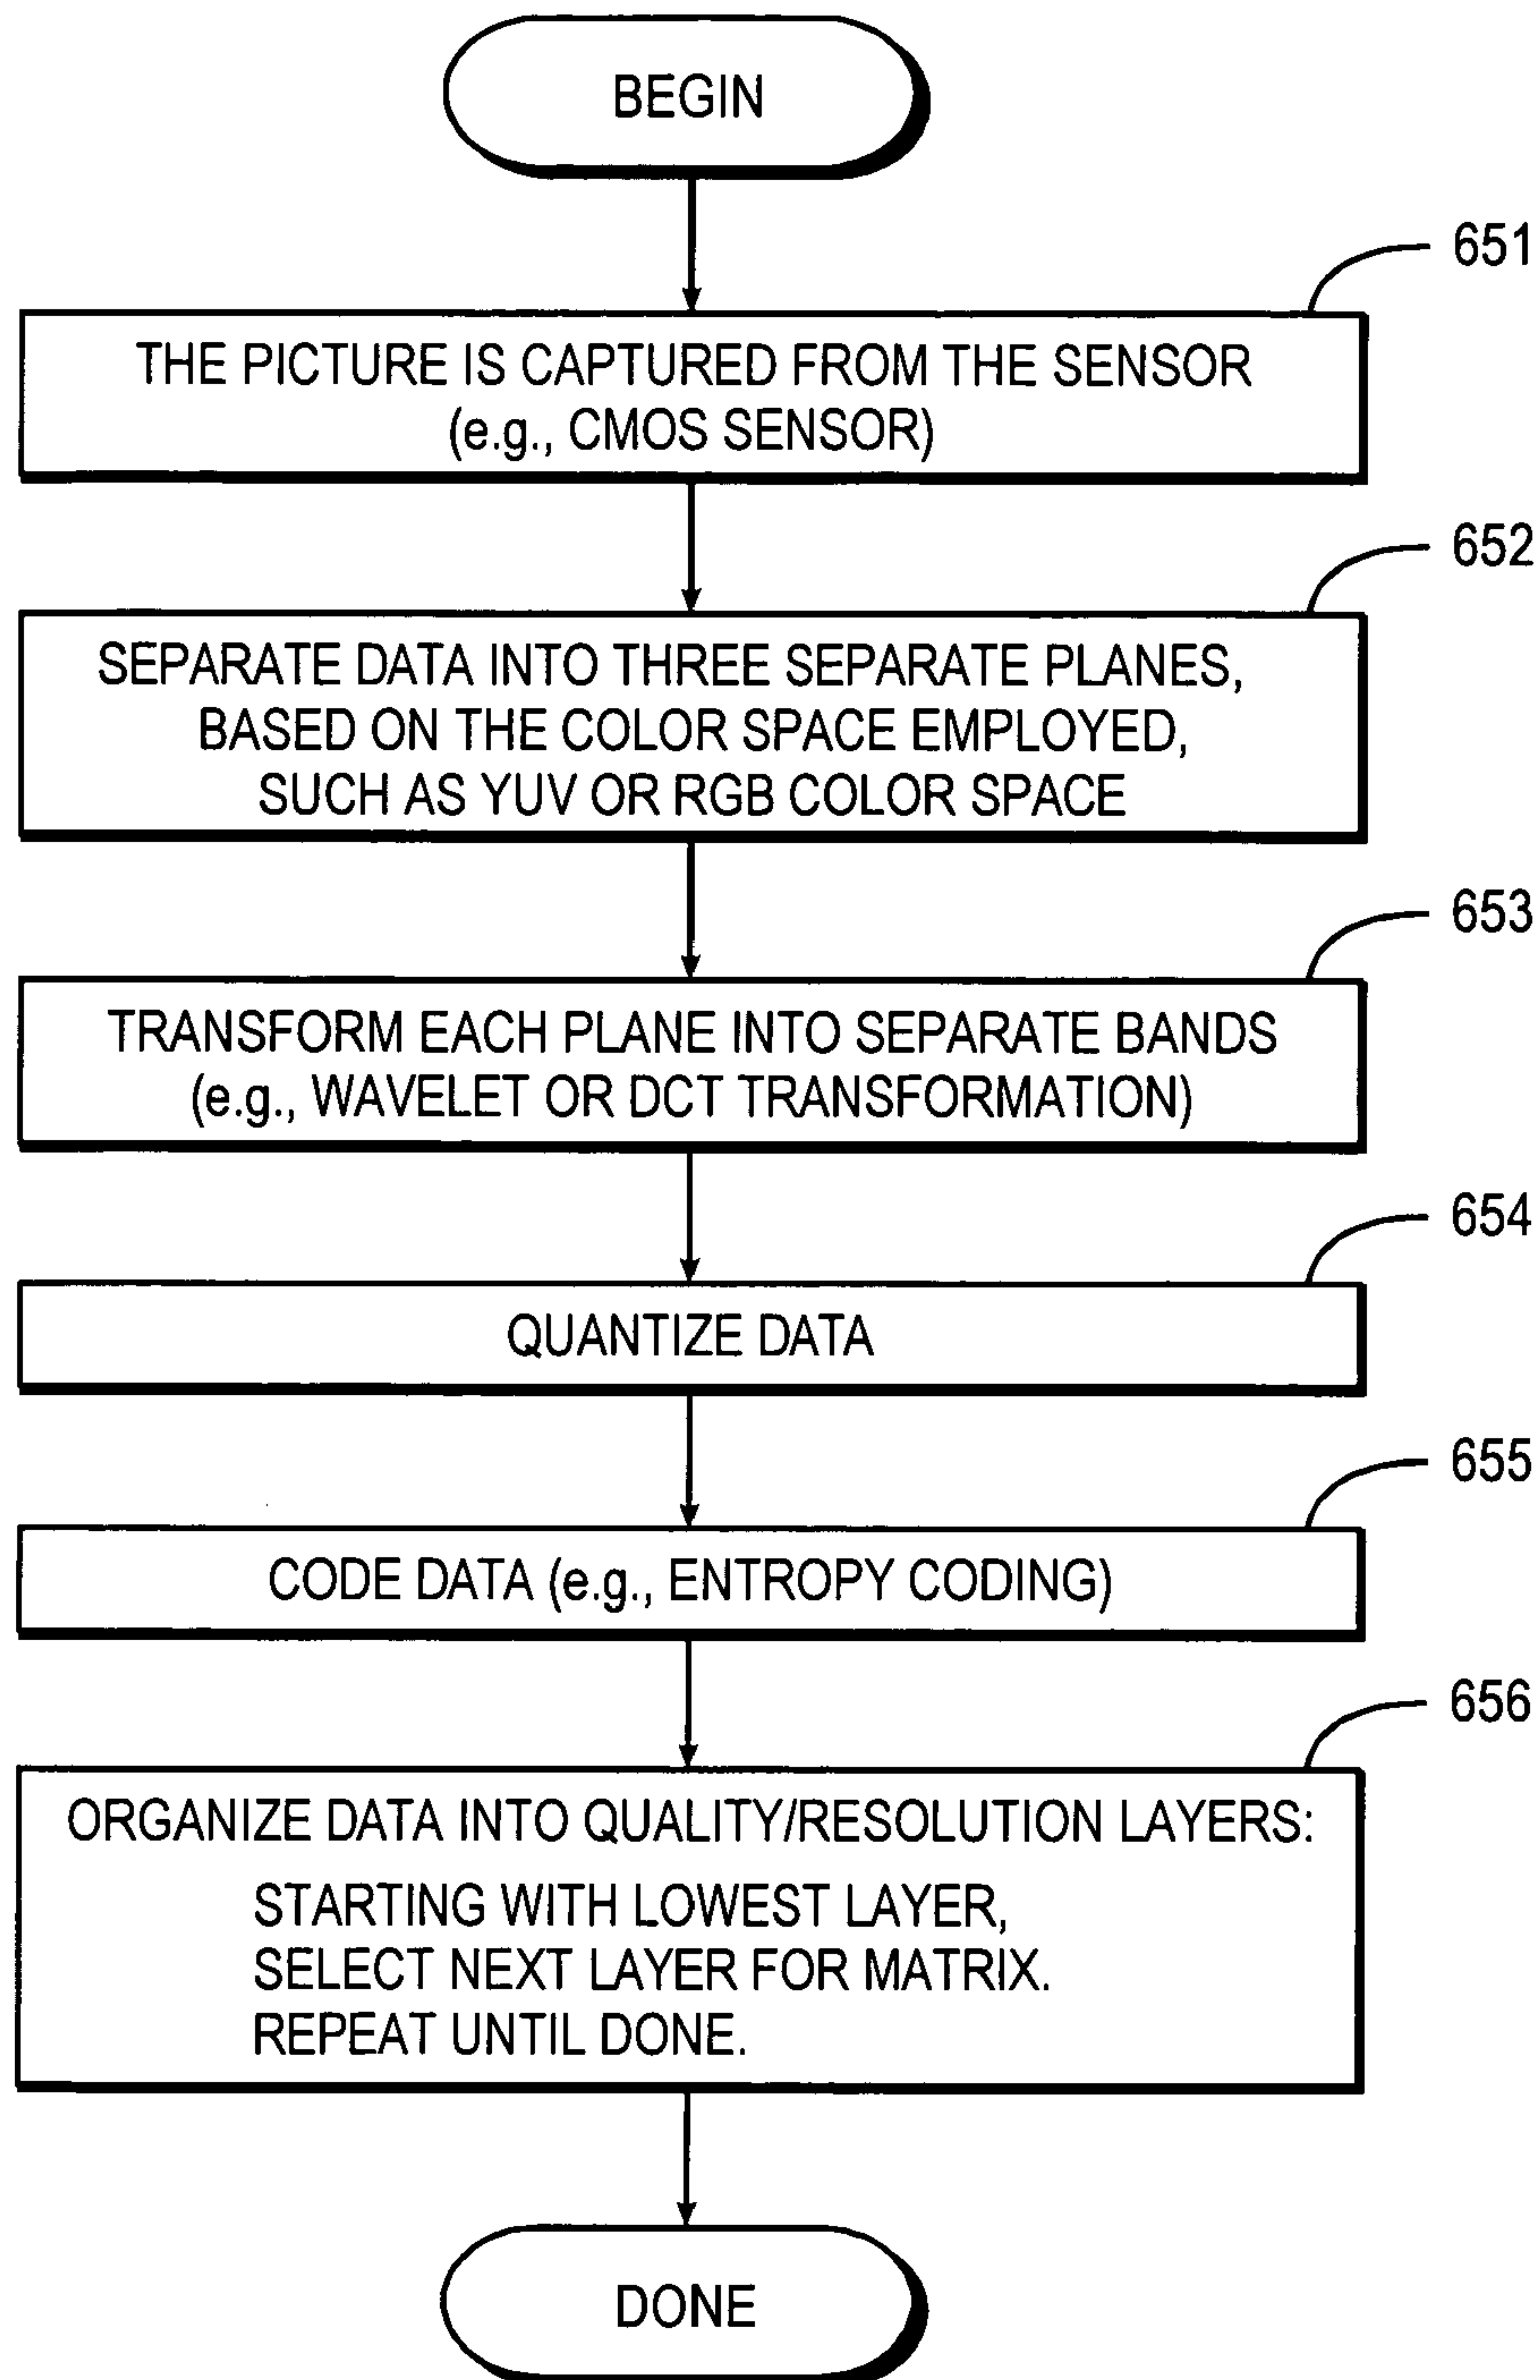 BEGIN
651
THE PICTURE IS CAPTURED FROM THE SENSOR
(e.g., CMOS SENSOR)
652
SEPARATE DATA INTO THREE SEPARATE PLANES,
BASED ON THE COLOR SPACE EMPLOYED,
SUCH AS YUV OR RGB COLOR SPACE
653
TRANSFORM EACH PLANE INTO SEPARATE BANDS
(e.g., WAVELET OR DCT TRANSFORMATION)
654
QUANTIZE DATA
655
CODE DATA (e.g., ENTROPY CODING)
656
ORGANIZE DATA INTO QUALITY/RESOLUTION LAYERS:
STARTING WITH LOWEST LAYER,
SELECT NEXT LAYER FOR MATRIX.
REPEAT UNTIL DONE.
DONE